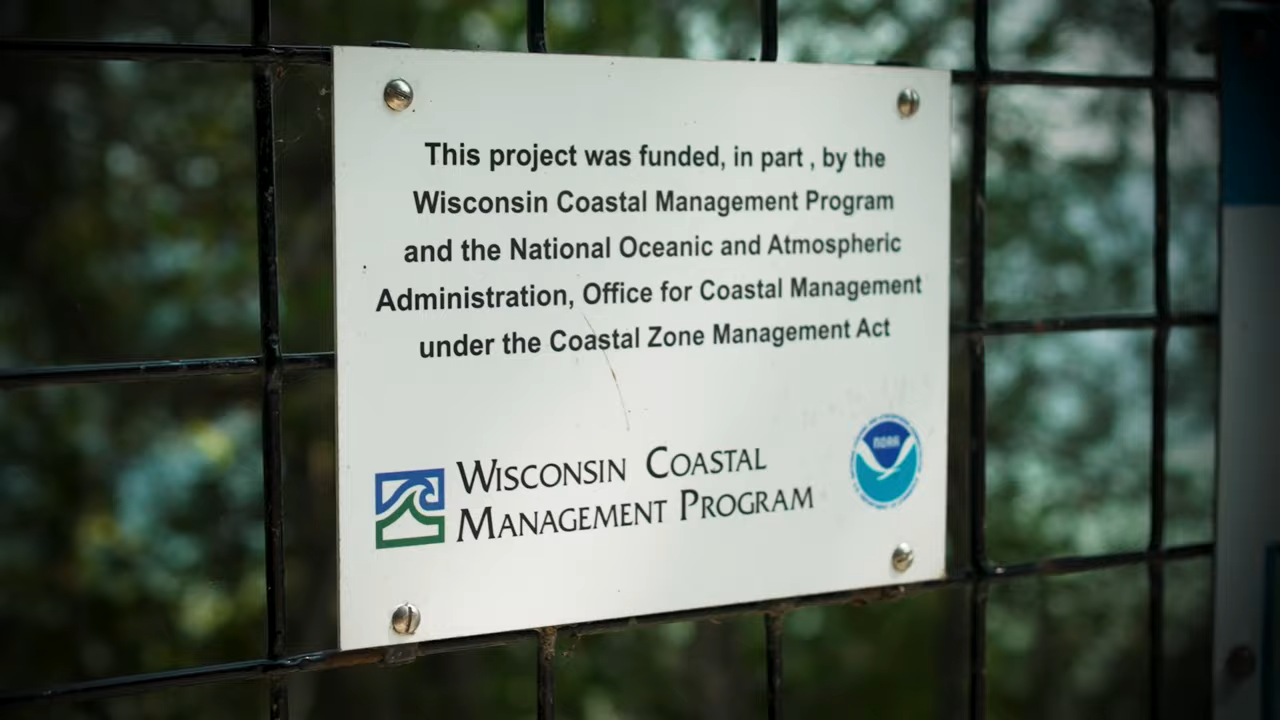 This project was funded, in part , by the
Wisconsin Coastal Management Program
and the National Oceanic and Atmospheric
Administration, Office for Coastal Management
under the Coastal Zone Management Act
WISCONSIN COASTAL
MANAGEMENT PROGRAM
NOAA